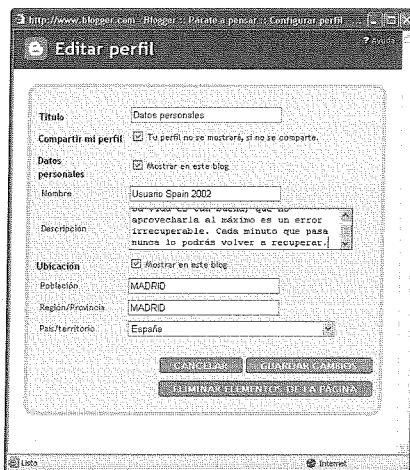 http://www.blogger.com - Blogger :: Párate a pensar :: Configurar perfil ...
Editar perfil
? Ayuda
Título
Datos personales
Compartir mi perfil
Tu perfil no se mostrará, si no se comparte.
Datos personales
Mostrar en este blog
Nombre
Usuario Spain 2002
Descripción
aprovecharla al máximo es un error
irrecuperable. Cada minuto que pasa
nunca lo podrás volver a recuperar.
Ubicación
Mostrar en este blog
Población
MADRID
Región/Provincia
MADRID
País/territorio
España
CANCELAR
GUARDAR CAMBIOS
ELIMINAR ELEMENTOS DE LA PÁGINA
Listo
Internet